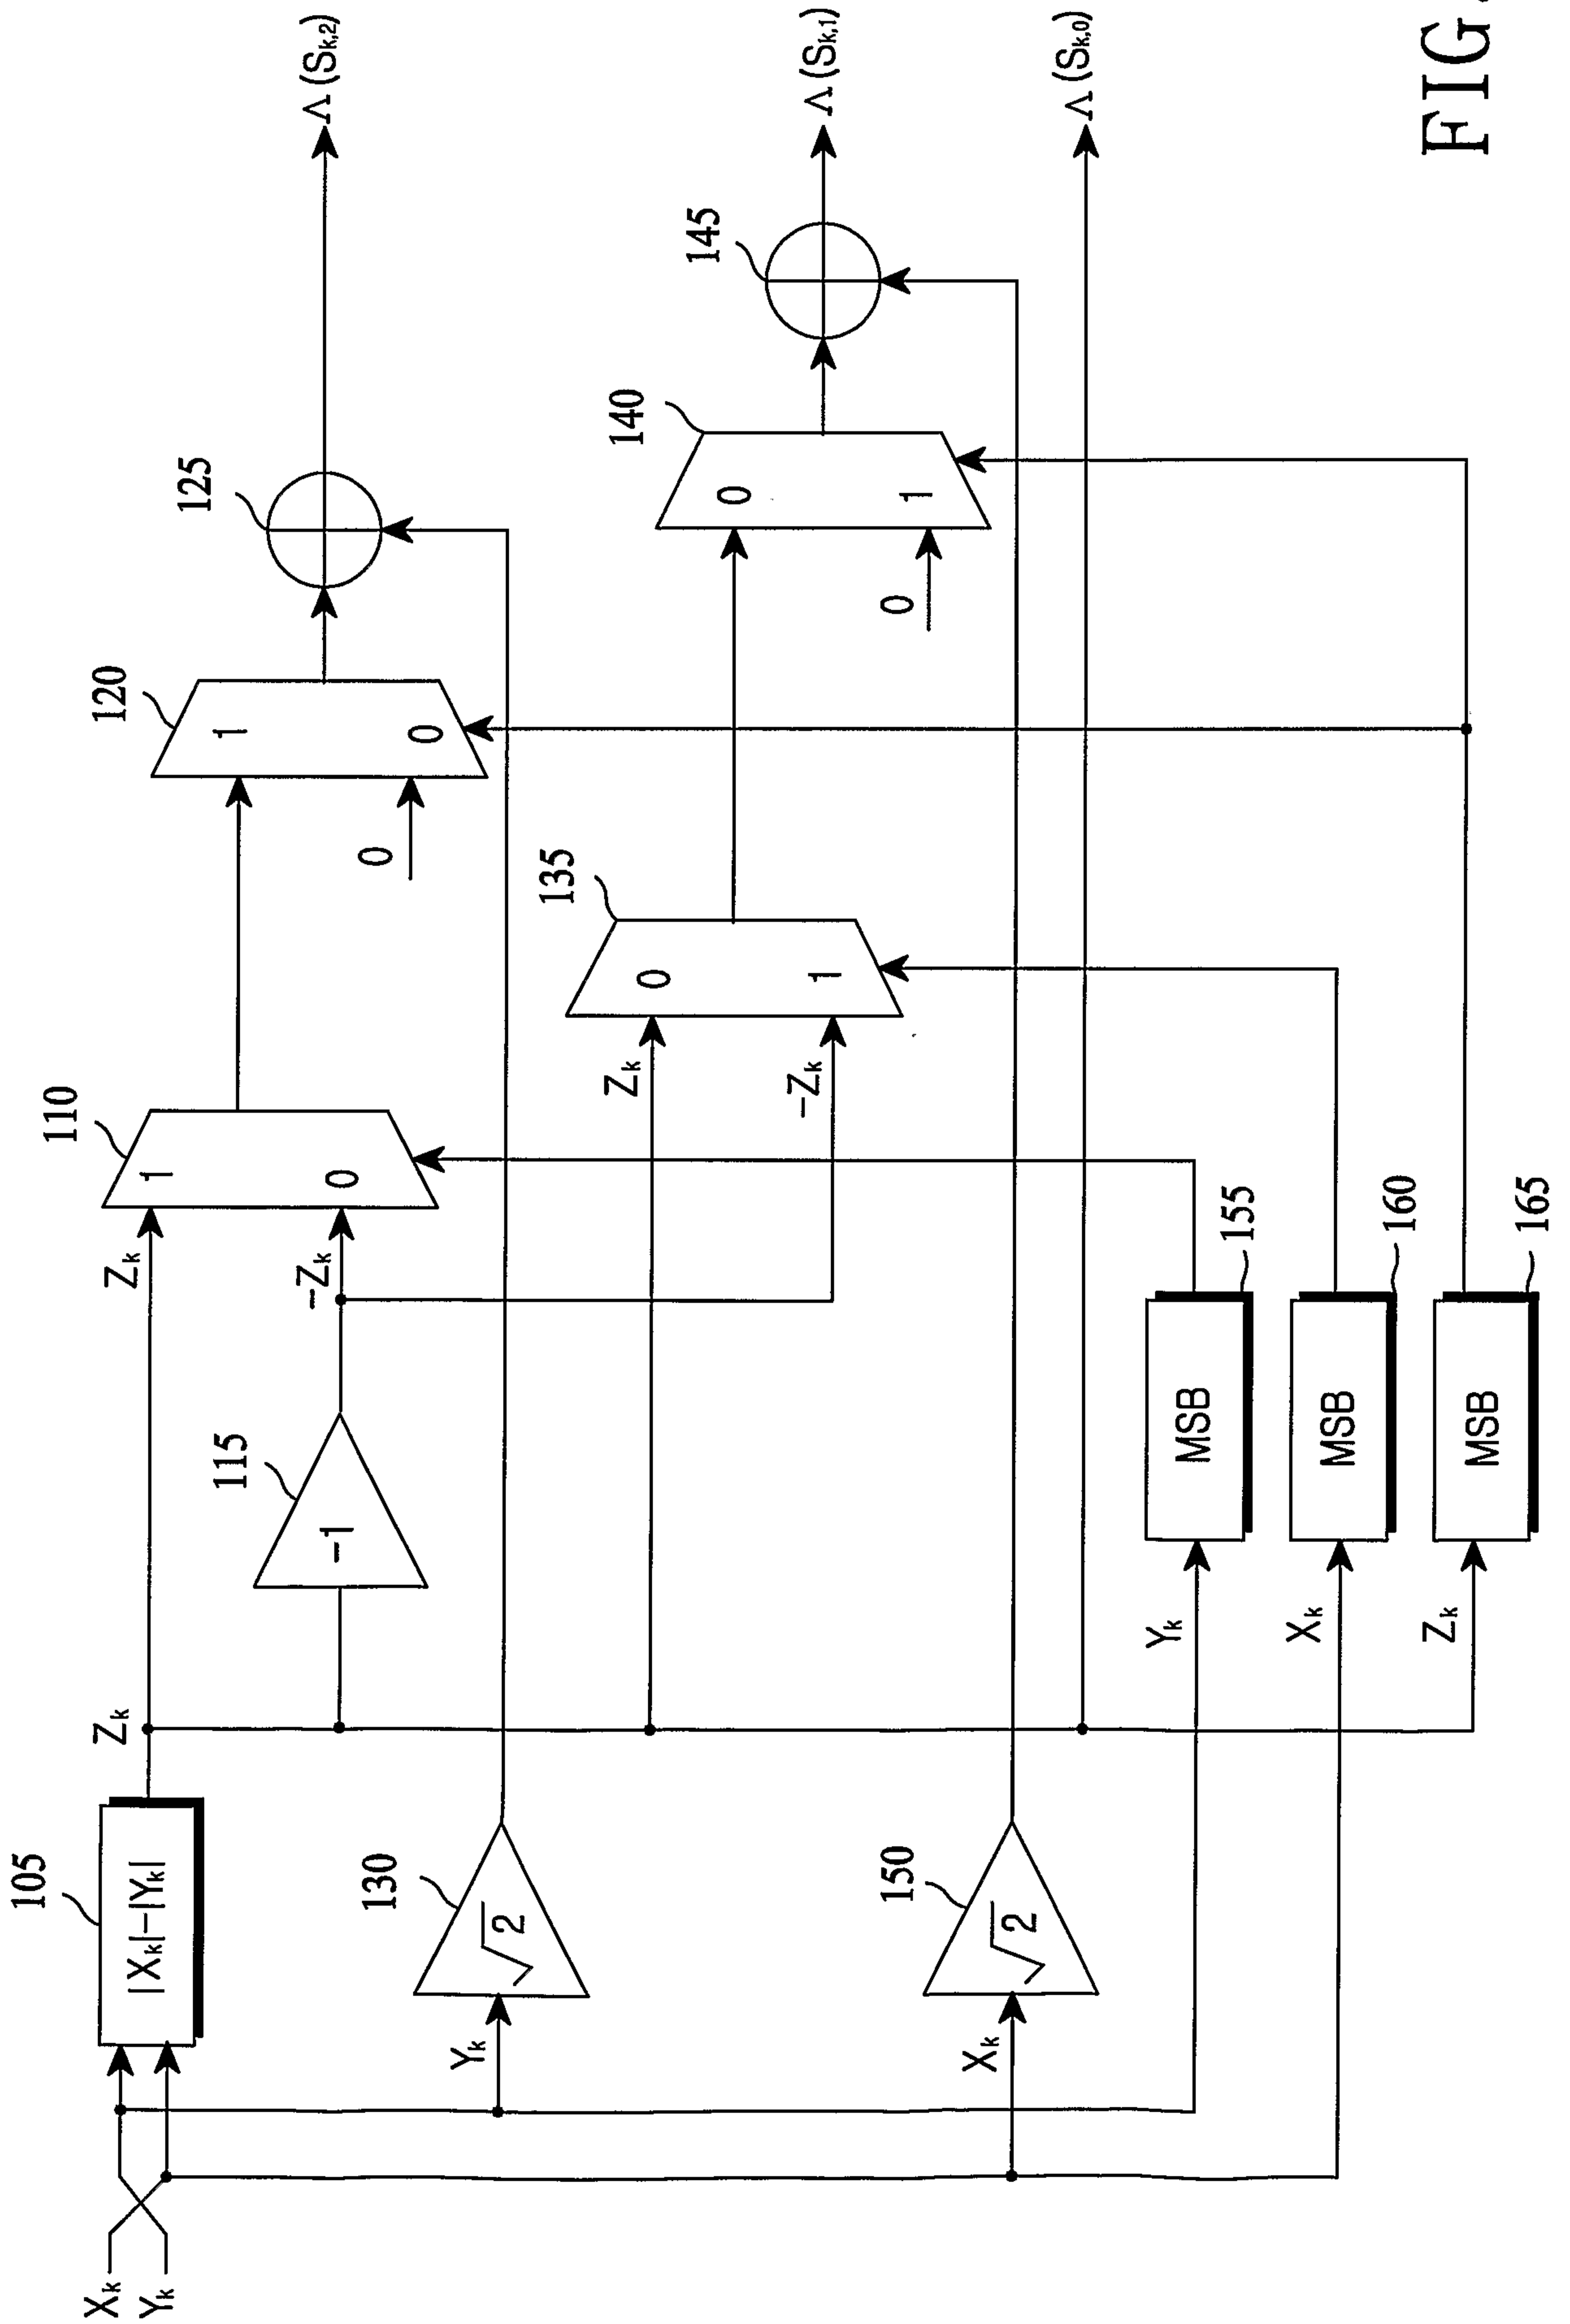 105
|Xk|-|Yk|
Xk
Yk
Zk
Zk
-Zk
115
-1
110
1
0
120
1
0
0
125
Λ(Sk,2)
130
√2
Yk
Zk
-Zk
135
0
1
140
0
1
0
145
Λ(Sk,1)
150
√2
Xk
Λ(Sk,0)
Yk
MSB
155
Xk
MSB
160
Zk
MSB
165
FIG.